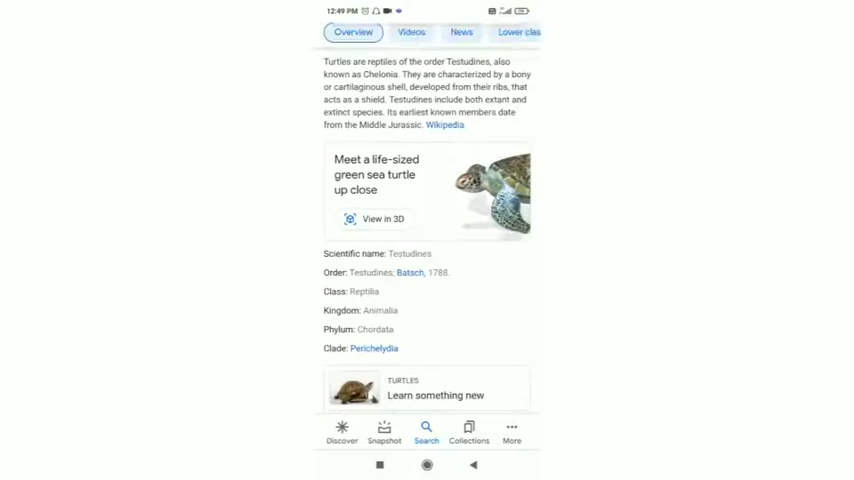 12:49 PM
Overview Videos News Lower clas
Turtles are reptiles of the order Testudines, also
known as Chelonia. They are characterized by a bony
or cartilaginous shell, developed from their ribs, that
acts as a shield. Testudines include both extant and
extinct species. Its earliest known members date
from the Middle Jurassic. Wikipedia
Meet a life-sized
green sea turtle
up close
View in 3D
Scientific name: Testudines
Order: Testudines; Batsch, 1788.
Class: Reptilia
Kingdom: Animalia
Phylum: Chordata
Clade: Perichelydia
TURTLES
Learn something new
Discover Snapshot Search Collections More